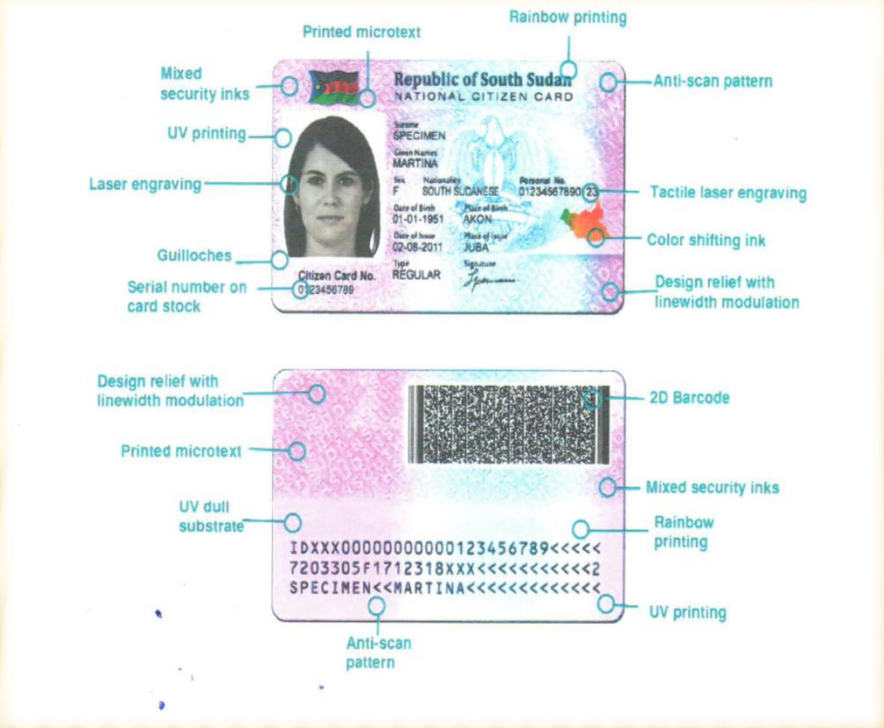 Rainbow printing
Printed microtext
Mixed
security inks
Republic of South Sudan
NATIONAL CITIZEN CARD
Anti-scan pattern
UV printing
Surname
SPECIMEN
Given Names
MARTINA
Laser engraving
Sex Nationality Personal No.
F SOUTH SUDANESE 01234567890 23
Tactile laser engraving
Date of Birth Place of Birth
01-01-1951 AKON
Date of Issue Place of Issue
02-08-2011 JUBA
Color shifting ink
Guilloches
Type Signature
REGULAR
Citizen Card No.
0123456789
Serial number on
card stock
Design relief with
linewidth modulation
Design relief with
linewidth modulation
2D Barcode
Printed microtext
Mixed security inks
UV dull
substrate
Rainbow
printing
IDXXX00000000000123456789<<<<<
7203305F1712318XXX<<<<<<<<<<<2
SPECIMEN<<MARTINA<<<<<<<<<<<<<
UV printing
Anti-scan
pattern